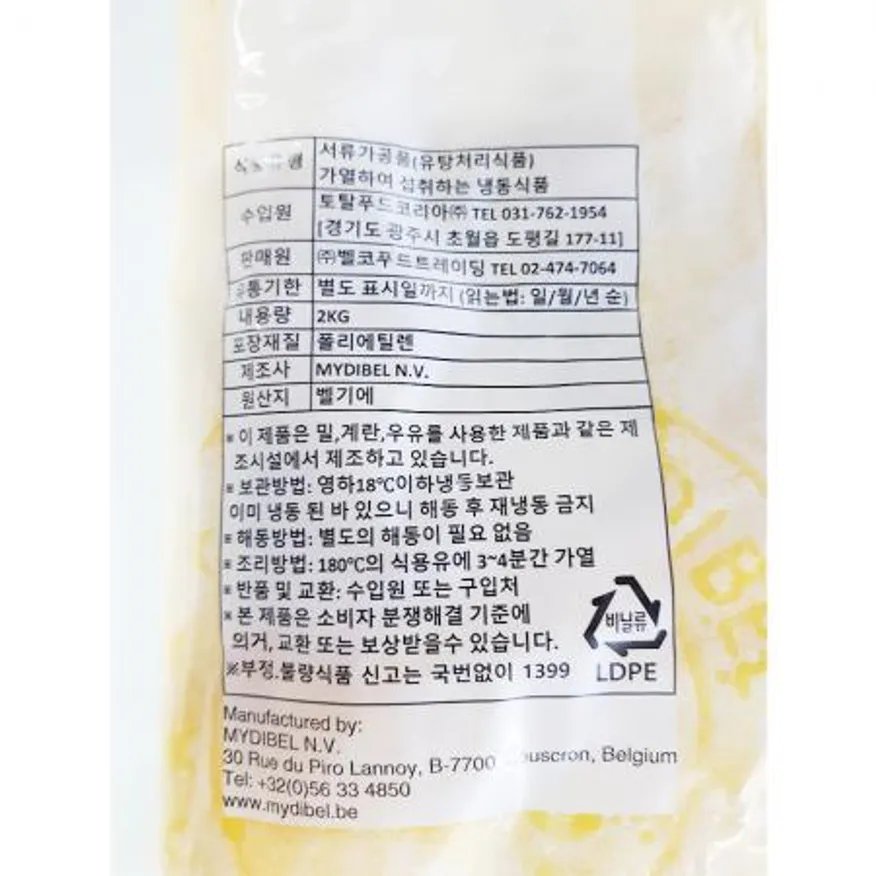 식품유형 서류가공품(유탕처리식품)
가열하여 섭취하는 냉동식품
수입원 토탈푸드코리아㈜ TEL 031-762-1954
[경기도 광주시 초월읍 도평길 177-11]
판매원 ㈜벨코푸드트레이딩 TEL 02-474-7064
유통기한 별도 표시일까지 (읽는법: 일/월/년 순)
내용량 2KG
포장재질 폴리에틸렌
제조사 MYDIBEL N.V.
원산지 벨기에
※ 이 제품은 밀,계란,우유를 사용한 제품과 같은 제
조시설에서 제조하고 있습니다.
※ 보관방법: 영하18℃이하냉동보관
이미 냉동 된 바 있으니 해동 후 재냉동 금지
※ 해동방법: 별도의 해동이 필요 없음
※ 조리방법: 180℃의 식용유에 3~4분간 가열
※ 반품 및 교환: 수입원 또는 구입처
※ 본 제품은 소비자 분쟁해결 기준에
의거, 교환 또는 보상받을수 있습니다.
※부정.불량식품 신고는 국번없이 1399
비닐류
LDPE
Manufactured by:
MYDIBEL N.V.
30 Rue du Piro Lannoy, B-7700 Mouscron, Belgium
Tel: +32(0)56 33 4850
www.mydibel.be